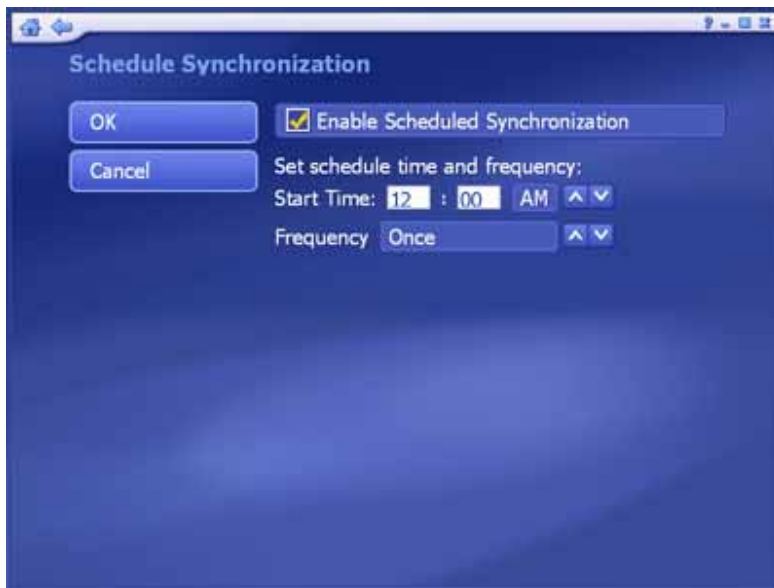 Schedule Synchronization
OK
Enable Scheduled Synchronization
Cancel
Set schedule time and frequency:
Start Time: 12 : 00 AM
Frequency Once